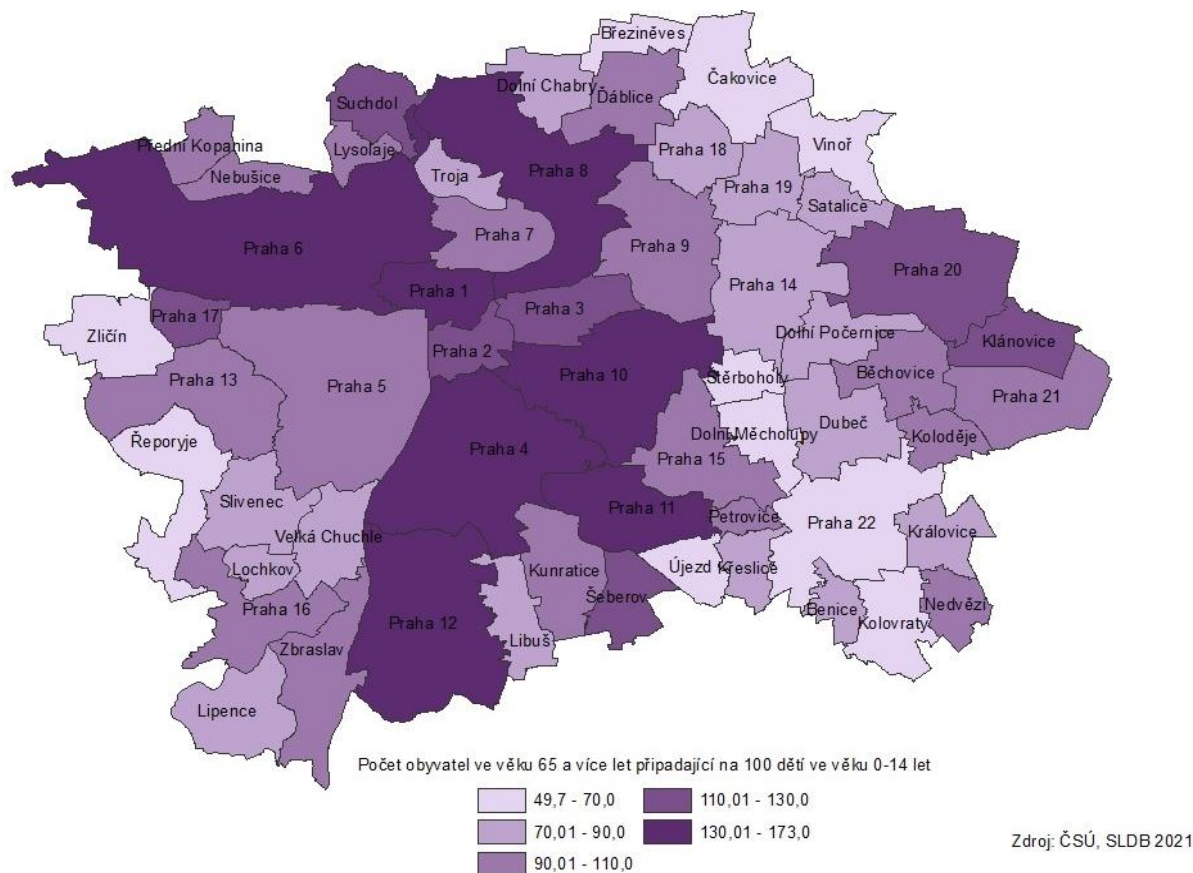 Březiněves
Čakovice
Dolní Chabry
Ďáblice
Suchdol
Přední Kopanina
Lysolaje
Praha 8
Praha 18
Vinoř
Nebušice
Troja
Praha 19
Satalice
Praha 6
Praha 7
Praha 9
Praha 20
Praha 1
Praha 14
Praha 17
Praha 3
Zličín
Praha 2
Dolní Počernice
Klánovice
Praha 13
Praha 5
Praha 10
Štěrboholy
Běchovice
Praha 21
Řeporyje
Dolní Měcholupy
Dubeč
Koloděje
Praha 4
Praha 15
Slivenec
Praha 11
Petrovice
Praha 22
Královice
Velká Chuchle
Lochkov
Kunratice
Újezd
Křeslice
Šeberov
Benice
Nedvězí
Praha 16
Praha 12
Kolovraty
Zbraslav
Libuš
Lipence
Počet obyvatel ve věku 65 a více let připadající na 100 dětí ve věku 0-14 let
49,7 - 70,0
110,01 - 130,0
70,01 - 90,0
130,01 - 173,0
90,01 - 110,0
Zdroj: ČSÚ, SLDB 2021